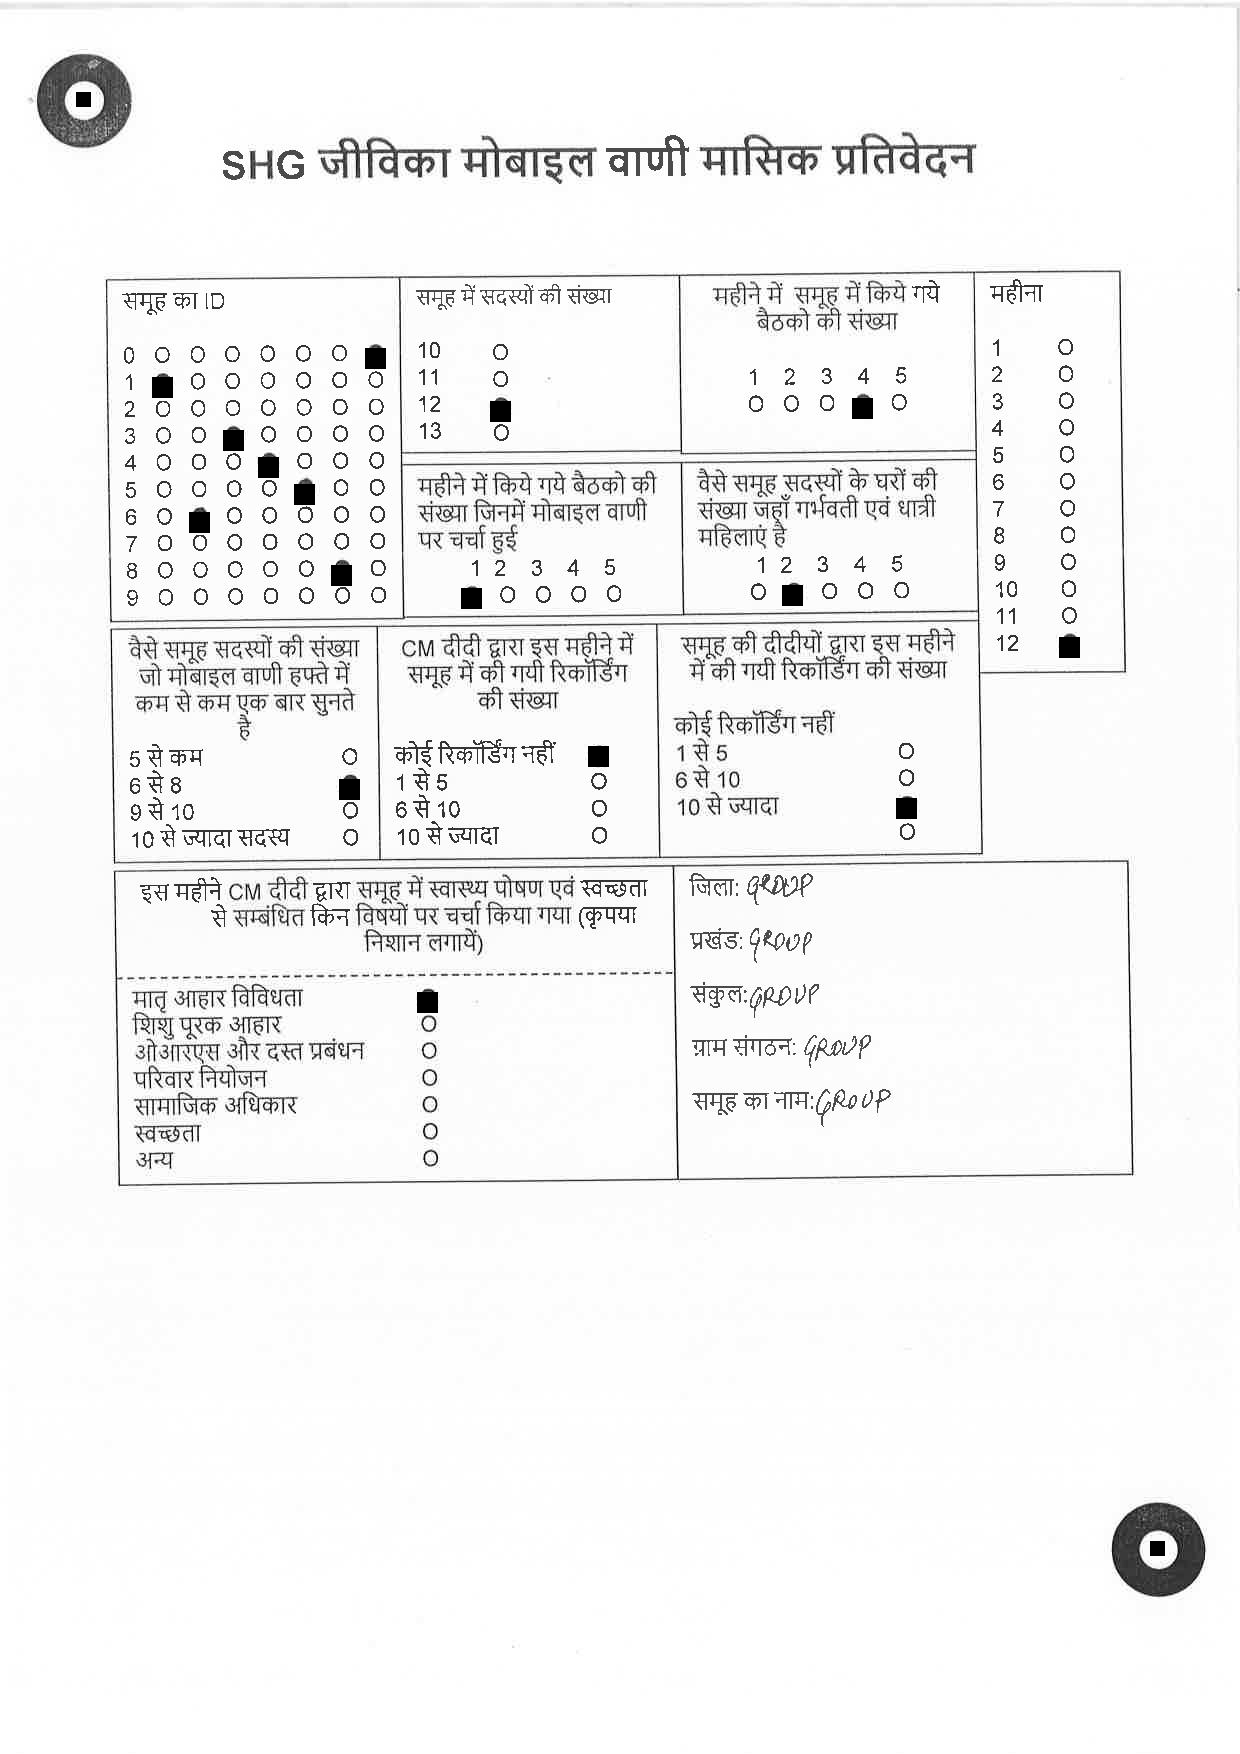 SHG जीविका मोबाइल वाणी मासिक प्रतिवेदन
समूह का ID
0 O O O O O O ■
1 ■ O O O O O O
2 O O O O O O O
3 O O ■ O O O O
4 O O O ■ O O O
5 O O O O ■ O O
6 O ■ O O O O O
7 O O O O O O O
8 O O O O O ■ O
9 O O O O O O O
समूह में सदस्यों की संख्या
10 O
11 O
12 ■
13 O
महीने में समूह में किये गये
बैठको की संख्या
1 2 3 4 5
O O O ■ O
महीना
1 O
2 O
3 O
4 O
5 O
6 O
7 O
8 O
9 O
10 O
11 O
12 ■
महीने में किये गये बैठको की
संख्या जिनमें मोबाइल वाणी
पर चर्चा हुई
1 2 3 4 5
■ O O O O
वैसे समूह सदस्यों के घरों की
संख्या जहाँ गर्भवती एवं धात्री
महिलाएं है
1 2 3 4 5
O ■ O O O
वैसे समूह सदस्यों की संख्या
जो मोबाइल वाणी हफ्ते में
कम से कम एक बार सुनते
है
5 से कम O
6 से 8 ■
9 से 10 O
10 से ज्यादा सदस्य O
CM दीदी द्वारा इस महीने में
समूह में की गयी रिकॉर्डिंग
की संख्या
कोई रिकॉर्डिंग नहीं ■
1 से 5 O
6 से 10 O
10 से ज्यादा O
समूह की दीदीयों द्वारा इस महीने
में की गयी रिकॉर्डिंग की संख्या
कोई रिकॉर्डिंग नहीं
1 से 5 O
6 से 10 O
10 से ज्यादा ■
O
इस महीने CM दीदी द्वारा समूह में स्वास्थ्य पोषण एवं स्वच्छता
से सम्बंधित किन विषयों पर चर्चा किया गया (कृपया
निशान लगायें)
मातृ आहार विविधता ■
शिशु पूरक आहार O
ओआरएस और दस्त प्रबंधन O
परिवार नियोजन O
सामाजिक अधिकार O
स्वच्छता O
अन्य O
जिला: GROUP
प्रखंड: GROUP
संकुल: GROUP
ग्राम संगठन: GROUP
समूह का नाम: GROUP